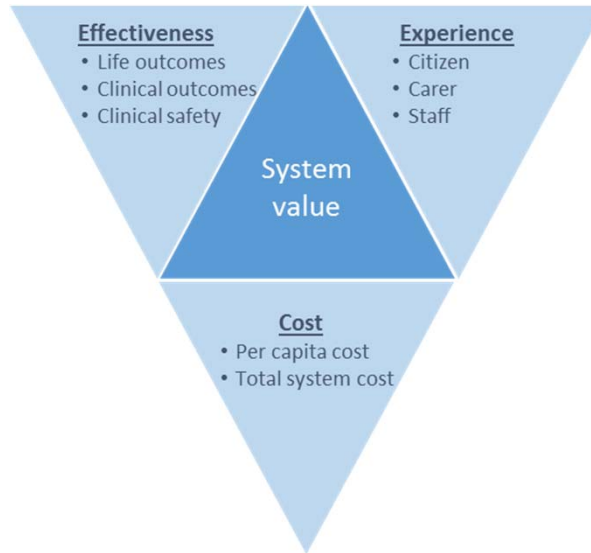 Effectiveness
• Life outcomes
• Clinical outcomes
• Clinical safety
Experience
• Citizen
• Carer
• Staff
System
value
Cost
• Per capita cost
• Total system cost